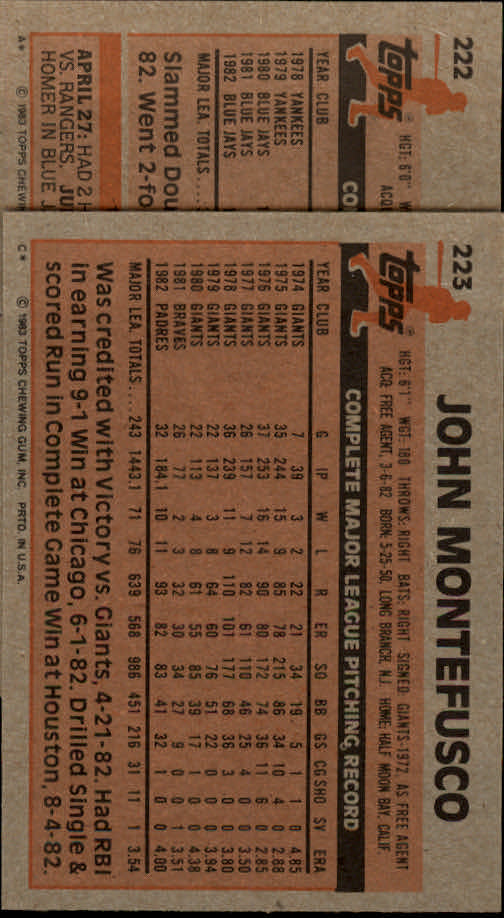 222
topps®
HGT: 6'0" W
ACQ
CO
YEAR CLUB
1978 YANKEES
1979 YANKEES
1980 BLUE JAYS
1981 BLUE JAYS
1982 BLUE JAYS
MAJOR LEA. TOTALS....
Slammed Dou
82. Went 2-fo
APRIL 27: HAD 2 H
VS. RANGERS. JU
HOMER IN BLUE J
A* © 1983 TOPPS CHEWIN
223
JOHN MONTEFUSCO
topps®
HGT: 6'1" WGT: 180 THROWS: RIGHT BATS: RIGHT SIGNED: GIANTS-1972, AS FREE AGENT
ACQ: FREE AGENT, 3-6-82 BORN: 5-25-50, LONG BRANCH, N.J. HOME: HALF MOON BAY, CALIF.
COMPLETE MAJOR LEAGUE PITCHING RECORD
YEAR CLUB G IP W L R ER SO BB GS CG SHO SV ERA
1974 GIANTS 7 39 3 2 22 21 34 19 5 1 1 0 4.85
1975 GIANTS 35 244 15 9 85 78 215 86 34 10 4 0 2.88
1976 GIANTS 37 253 16 14 90 80 172 74 36 11 6 0 2.85
1977 GIANTS 26 157 7 12 82 61 110 46 25 4 0 0 3.50
1978 GIANTS 36 239 11 9 110 101 177 68 36 3 0 0 3.80
1979 GIANTS 22 137 3 8 64 60 76 51 22 0 0 0 3.94
1980 GIANTS 22 113 4 8 61 55 85 39 17 1 0 0 4.38
1981 BRAVES 26 77 2 3 32 30 34 27 9 0 0 1 3.51
1982 PADRES 32 184.1 10 11 93 82 83 41 32 1 0 0 4.00
MAJOR LEA. TOTALS.... 243 1443.1 71 76 639 568 986 451 216 31 11 1 3.54
Was credited with Victory vs. Giants, 4-21-82. Had RBI
in earning 9-1 Win at Chicago, 6-1-82. Drilled Single &
scored Run in Complete Game Win at Houston, 8-4-82.
C* © 1983 TOPPS CHEWING GUM, INC. PRTD. IN U.S.A.